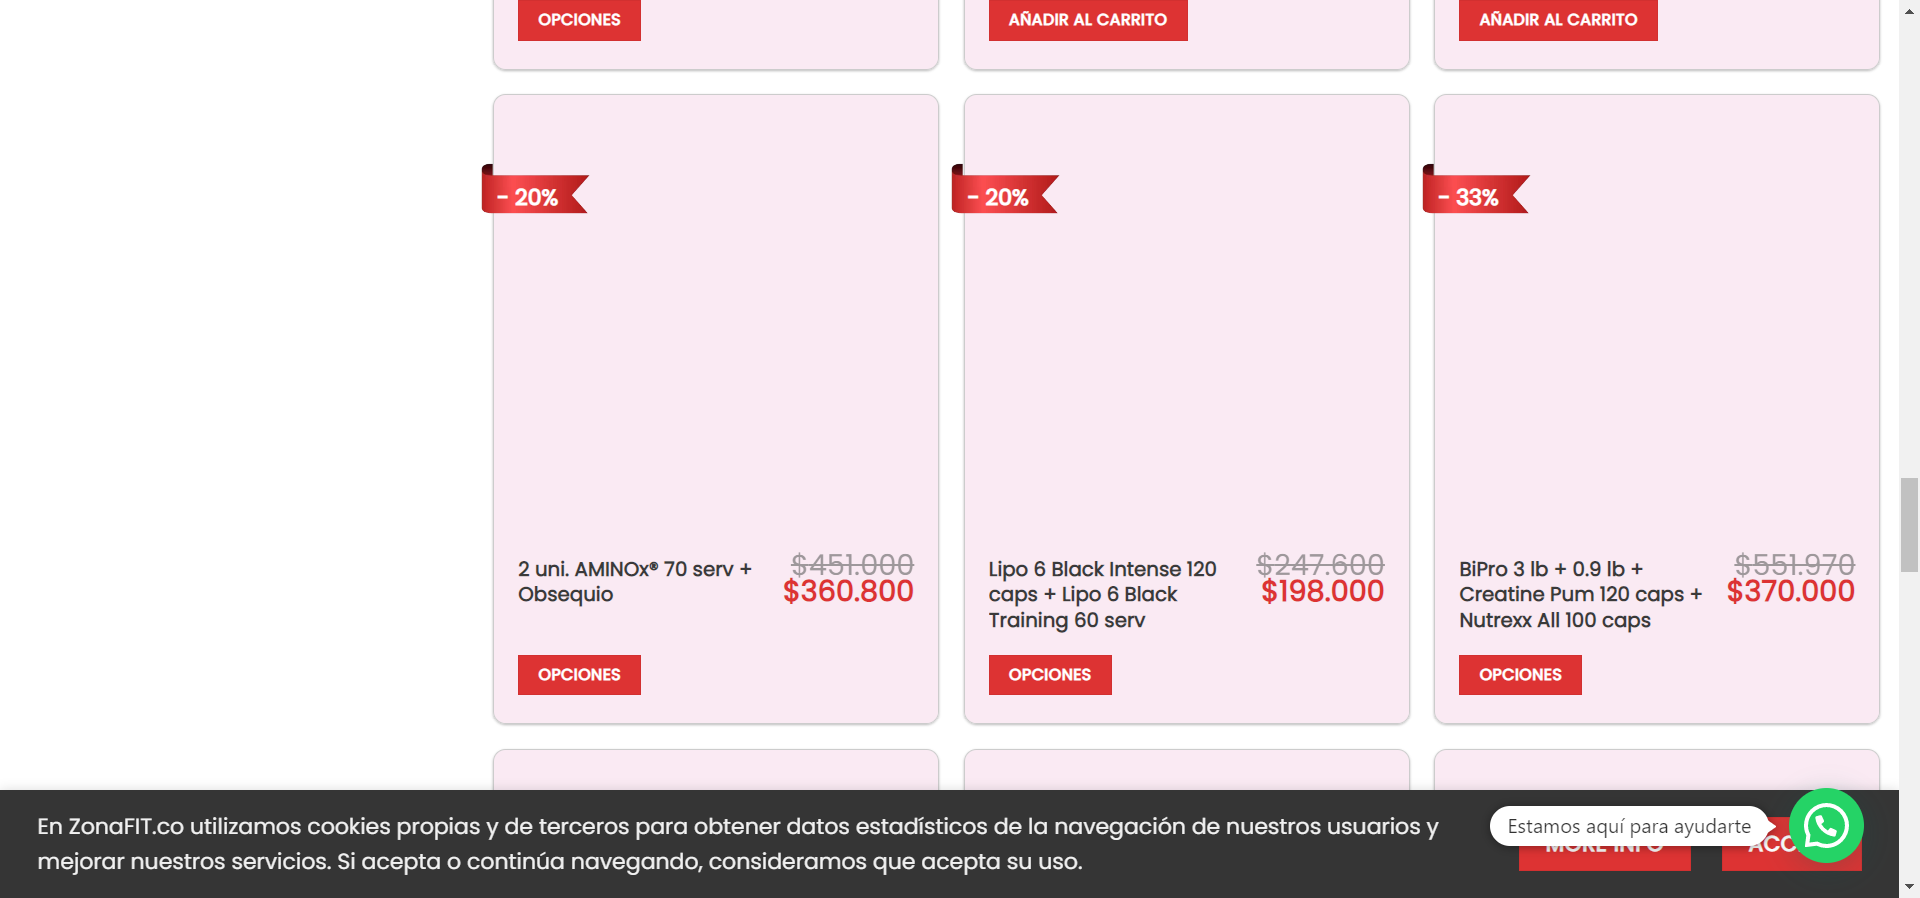 OPCIONES
AÑADIR AL CARRITO
AÑADIR AL CARRITO
- 20%
- 20%
- 33%
2 uni. AMINOx® 70 serv +
Obsequio
$451.000
$360.800
OPCIONES
Lipo 6 Black Intense 120
caps + Lipo 6 Black
Training 60 serv
$247.600
$198.000
OPCIONES
BiPro 3 lb + 0.9 lb +
Creatine Pum 120 caps +
Nutrexx All 100 caps
$551.970
$370.000
OPCIONES
En ZonaFIT.co utilizamos cookies propias y de terceros para obtener datos estadísticos de la navegación de nuestros usuarios y
mejorar nuestros servicios. Si acepta o continúa navegando, consideramos que acepta su uso.
Estamos aquí para ayudarte
MORE INFO